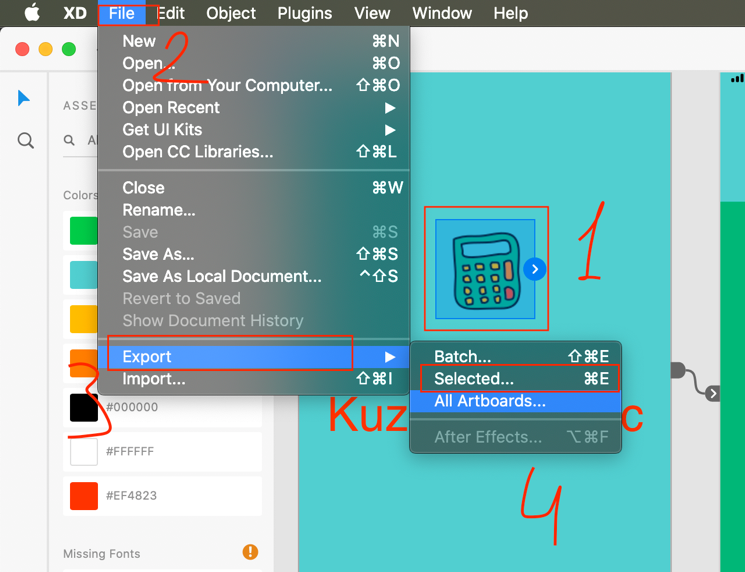 XD File Edit Object Plugins View Window Help
New ⌘N
Open... ⌘O
Open from Your Computer... ⇧⌘O
Open Recent
Get UI Kits
Open CC Libraries... ⇧⌘L
Close ⌘W
Rename...
Save ⌘S
Save As... ⇧⌘S
Save As Local Document... ^⇧S
Revert to Saved
Show Document History
Export
Import... ⇧⌘I
Batch... ⇧⌘E
Selected... ⌘E
All Artboards...
After Effects... ⌥⌘F
ASSE
Colors
#000000
#FFFFFF
#EF4823
Missing Fonts
Kuz c
1
2
3
4